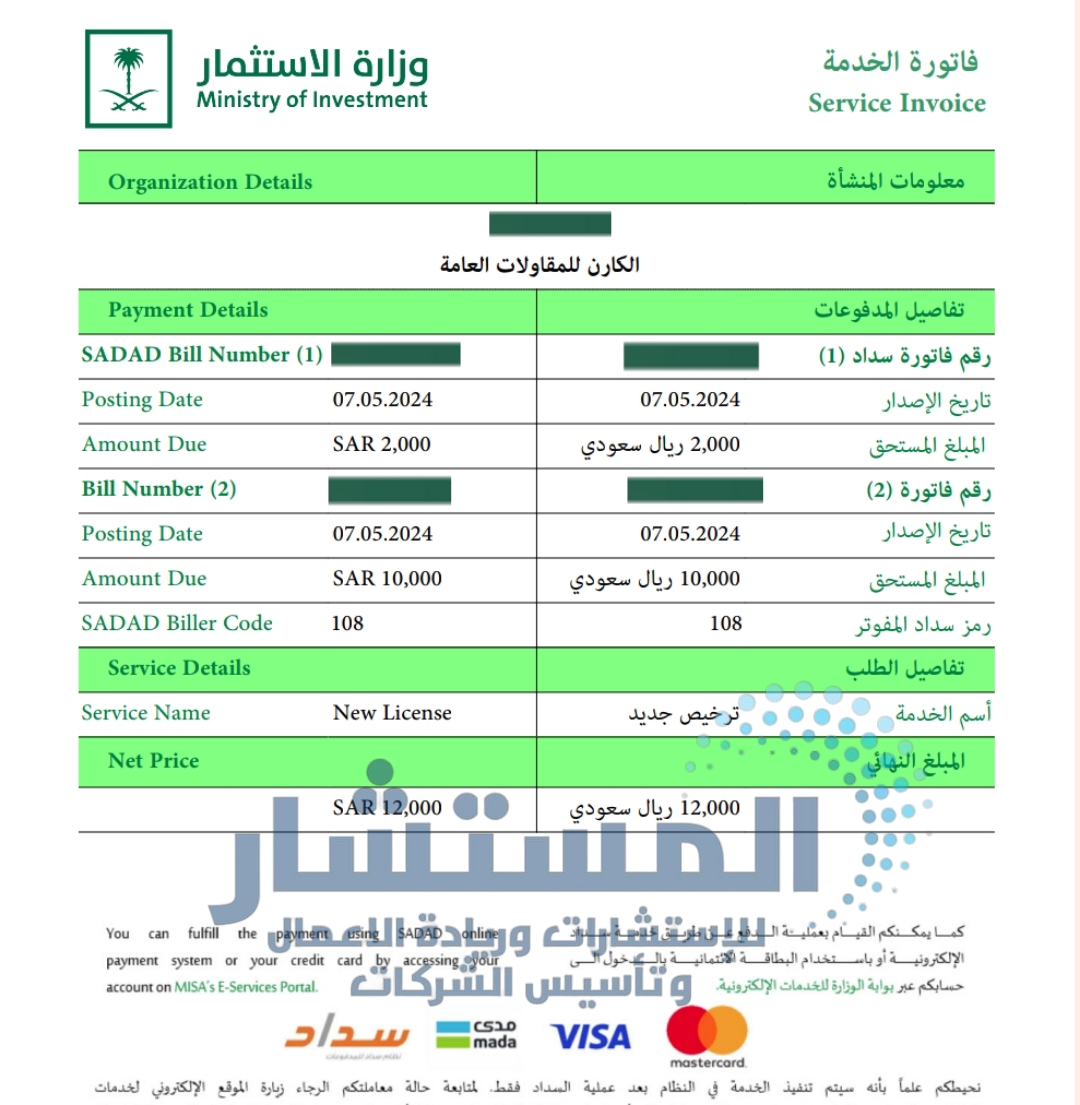 وزارة الاستثمار
Ministry of Investment
فاتورة الخدمة
Service Invoice
Organization Details معلومات المنشأة
الكارن للمقاولات العامة
Payment Details تفاصيل المدفوعات
SADAD Bill Number (1) رقم فاتورة سداد (1)
Posting Date 07.05.2024 07.05.2024 تاريخ الإصدار
Amount Due SAR 2,000 2,000 ريال سعودي المبلغ المستحق
Bill Number (2) رقم فاتورة (2)
Posting Date 07.05.2024 07.05.2024 تاريخ الإصدار
Amount Due SAR 10,000 10,000 ريال سعودي المبلغ المستحق
SADAD Biller Code 108 108 رمز سداد المفوتر
Service Details تفاصيل الطلب
Service Name New License ترخيص جديد أسم الخدمة
Net Price المبلغ النهائي
SAR 12,000 12,000 ريال سعودي
المستشار
للاستشارات وريادة الاعمال
وتأسيس الشركات
You can fulfill the payment using SADAD online
payment system or your credit card by accessing your
account on MISA's E-Services Portal.
كما يمكنكم القيام بعملية الدفع عن طريق خدمة سداد
الإلكترونية أو باستخدام البطاقة الائتمانية بالدخول الى
حسابكم عبر بوابة الوزارة للخدمات الإلكترونية.
سداد
نظام سداد للمدفوعات
مدى
mada
VISA
mastercard.
نحيطكم علماً بأنه سيتم تنفيذ الخدمة في النظام بعد عملية السداد فقط. لمتابعة حالة معاملتكم الرجاء زيارة الموقع الإلكتروني لخدمات